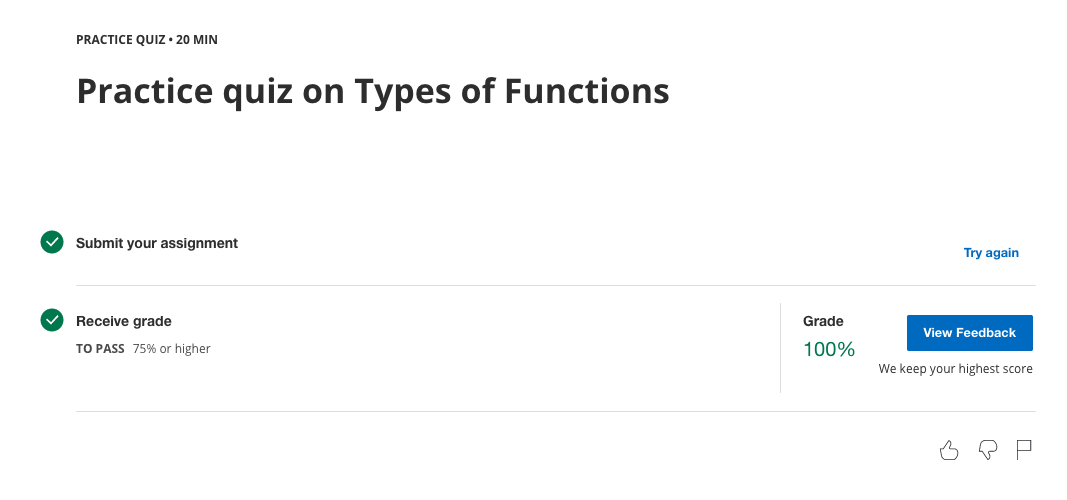 PRACTICE QUIZ • 20 MIN
Practice quiz on Types of Functions
Submit your assignment
Try again
Receive grade
TO PASS 75% or higher
Grade
100%
View Feedback
We keep your highest score